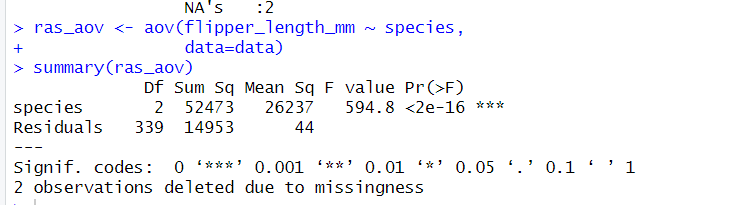 NA's   :2
> ras_aov <- aov(flipper_length_mm ~ species,
+                data=data)
> summary(ras_aov)
             Df Sum Sq Mean Sq F value Pr(>F)
species       2  52473   26237   594.8 <2e-16 ***
Residuals   339  14953      44
---
Signif. codes:  0 ‘***’ 0.001 ‘**’ 0.01 ‘*’ 0.05 ‘.’ 0.1 ‘ ’ 1
2 observations deleted due to missingness
>